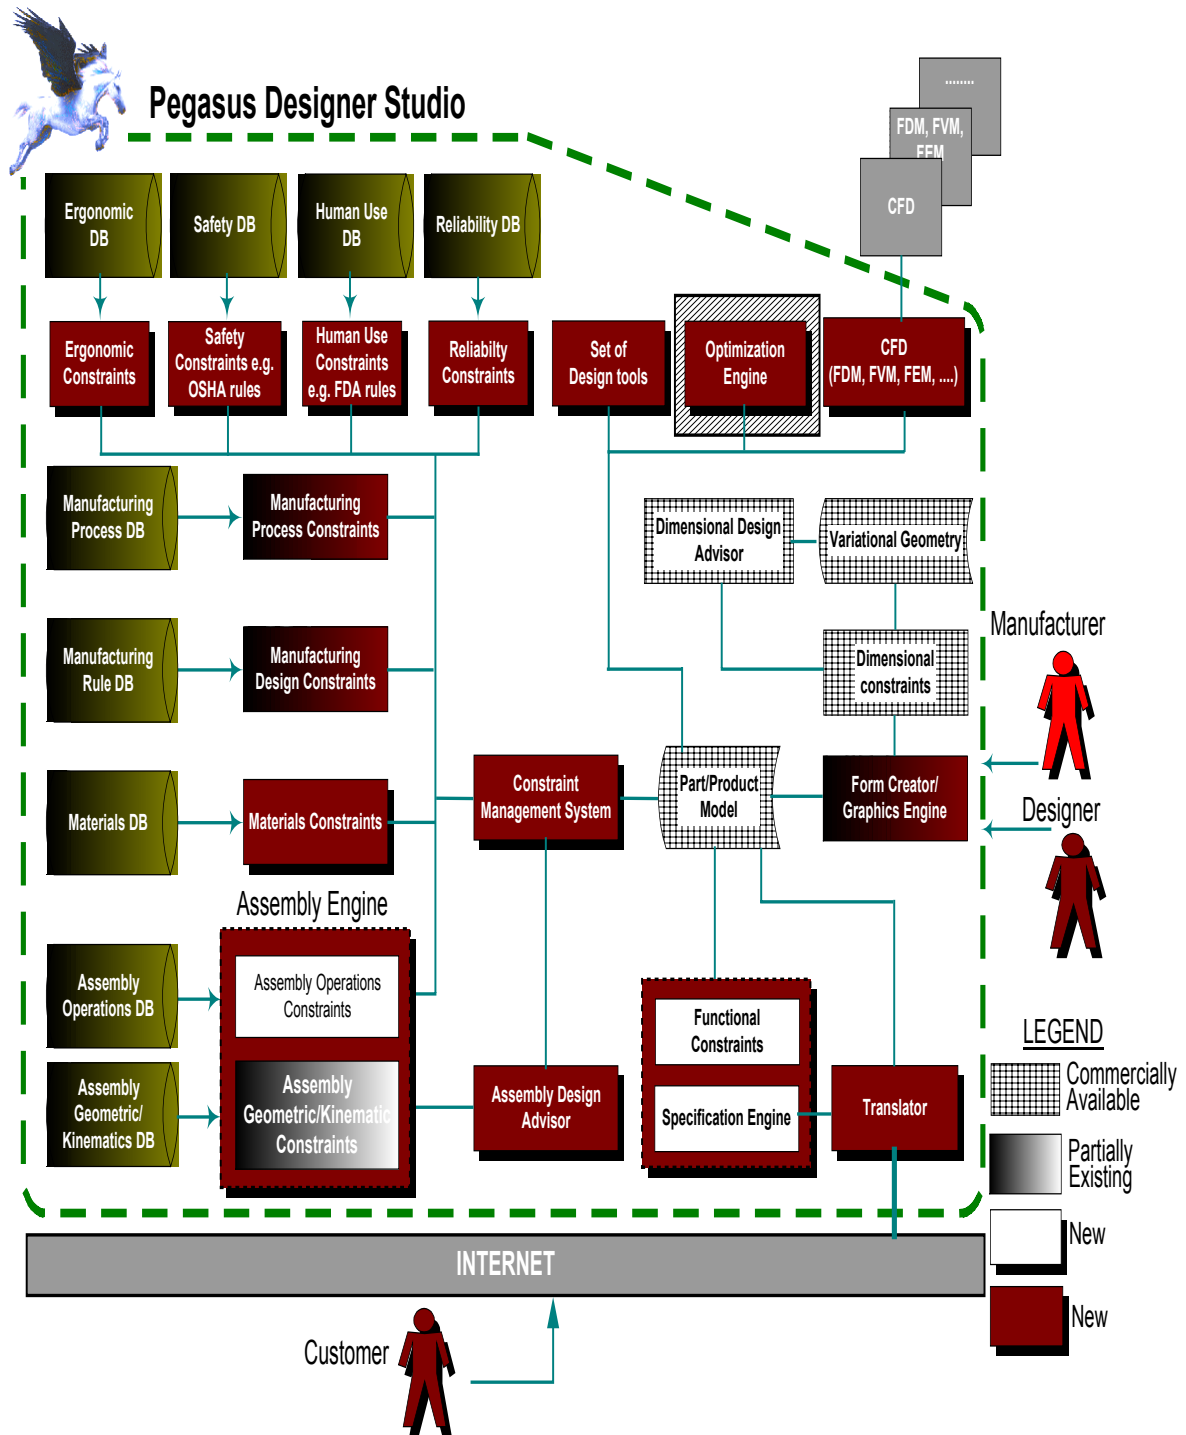 Pegasus Designer Studio
........
FDM, FVM,
FEM
CFD
Ergonomic
DB
Safety DB
Human Use
DB
Reliability DB
Ergonomic
Constraints
Safety
Constraints e.g.
OSHA rules
Human Use
Constraints
e.g. FDA rules
Reliabilty
Constraints
Set of
Design tools
Optimization
Engine
CFD
(FDM, FVM, FEM, ....)
Manufacturing
Process DB
Manufacturing
Process Constraints
Dimensional Design
Advisor
Variational Geometry
Manufacturing
Rule DB
Manufacturing
Design Constraints
Dimensional
constraints
Manufacturer
Materials DB
Materials Constraints
Constraint
Management System
Part/Product
Model
Form Creator/
Graphics Engine
Designer
Assembly Engine
Assembly
Operations DB
Assembly Operations
Constraints
Assembly
Geometric/
Kinematics DB
Assembly
Geometric/Kinematic
Constraints
Assembly Design
Advisor
Functional
Constraints
Specification Engine
Translator
LEGEND
Commercially
Available
Partially
Existing
New
New
INTERNET
Customer